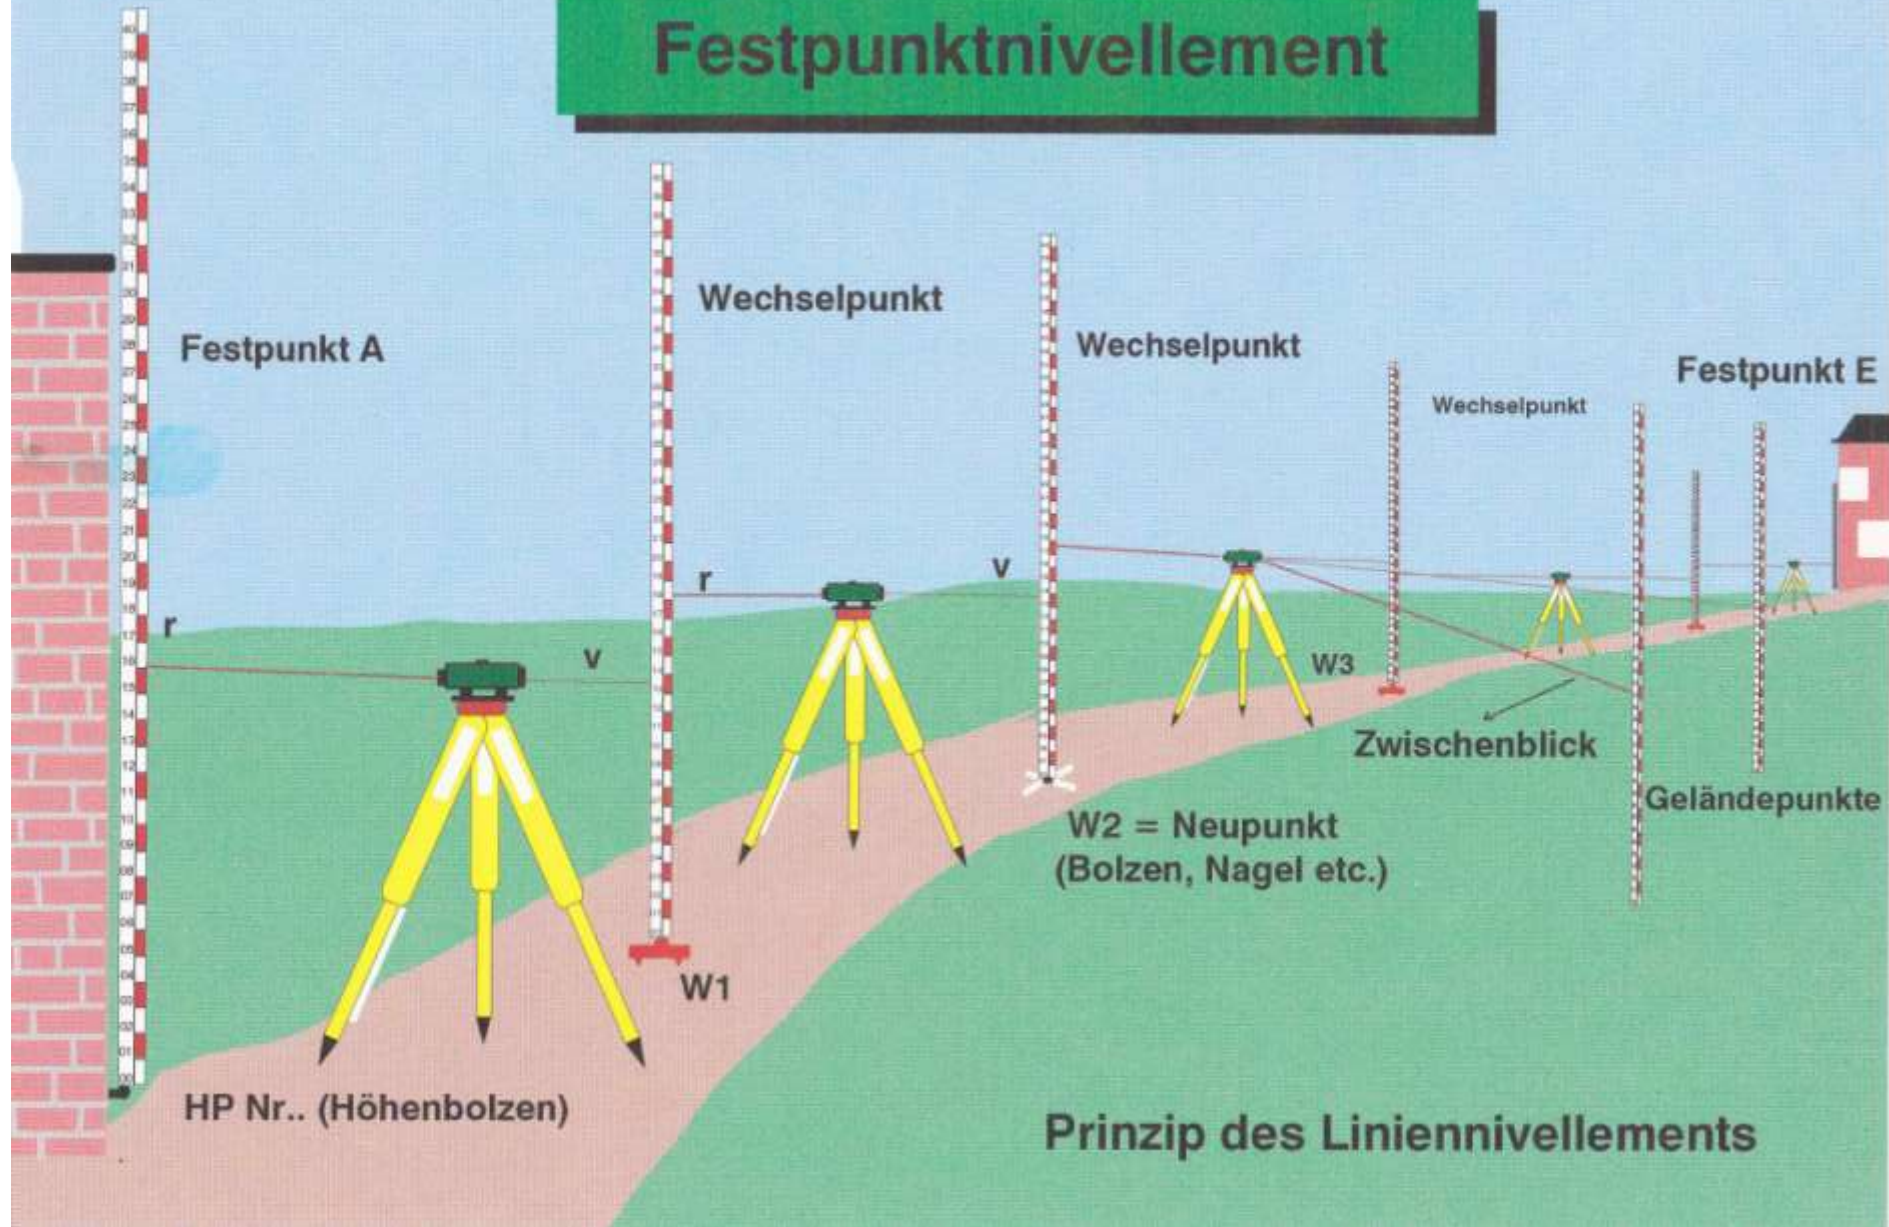 Festpunktnivellement
Wechselpunkt
Festpunkt A
Wechselpunkt
Festpunkt E
Wechselpunkt
r
v
r
v
W3
Zwischenblick
Geländepunkte
W2 = Neupunkt
(Bolzen, Nagel etc.)
W1
HP Nr.. (Höhenbolzen)
Prinzip des Liniennivellements